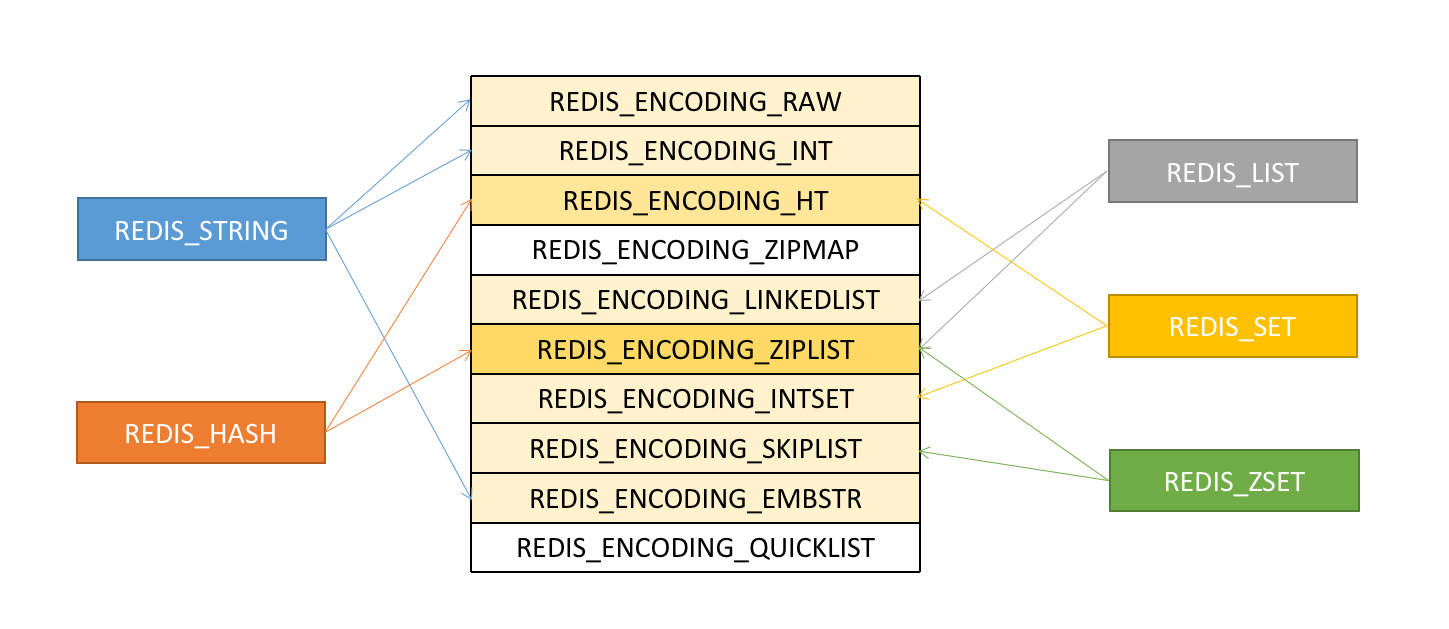 REDIS_STRING
REDIS_HASH
REDIS_ENCODING_RAW
REDIS_ENCODING_INT
REDIS_ENCODING_HT
REDIS_ENCODING_ZIPMAP
REDIS_ENCODING_LINKEDLIST
REDIS_ENCODING_ZIPLIST
REDIS_ENCODING_INTSET
REDIS_ENCODING_SKIPLIST
REDIS_ENCODING_EMBSTR
REDIS_ENCODING_QUICKLIST
REDIS_LIST
REDIS_SET
REDIS_ZSET